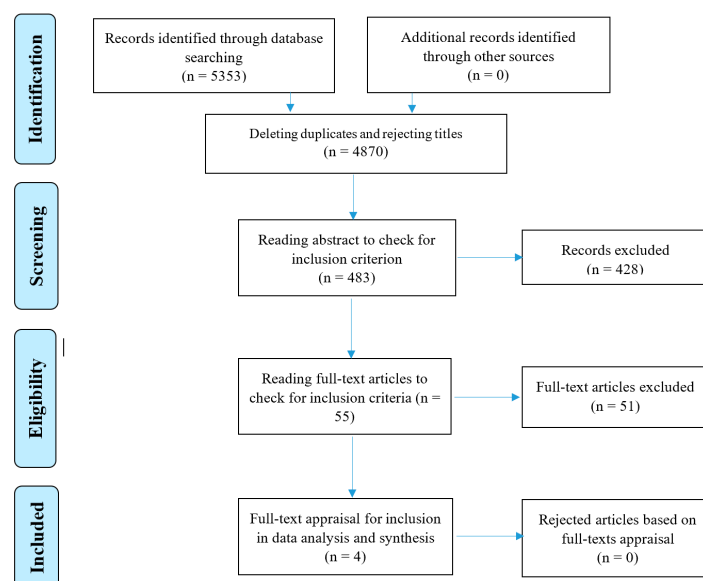 Identification
Records identified through database
searching
(n = 5353)
Additional records identified
through other sources
(n = 0)
Deleting duplicates and rejecting titles
(n = 4870)
Screening
Reading abstract to check for
inclusion criterion
(n = 483)
Records excluded
(n = 428)
Eligibility
Reading full-text articles to
check for inclusion criteria (n =
55)
Full-text articles excluded
(n = 51)
Included
Full-text appraisal for inclusion
in data analysis and synthesis
(n = 4)
Rejected articles based on
full-texts appraisal
(n = 0)